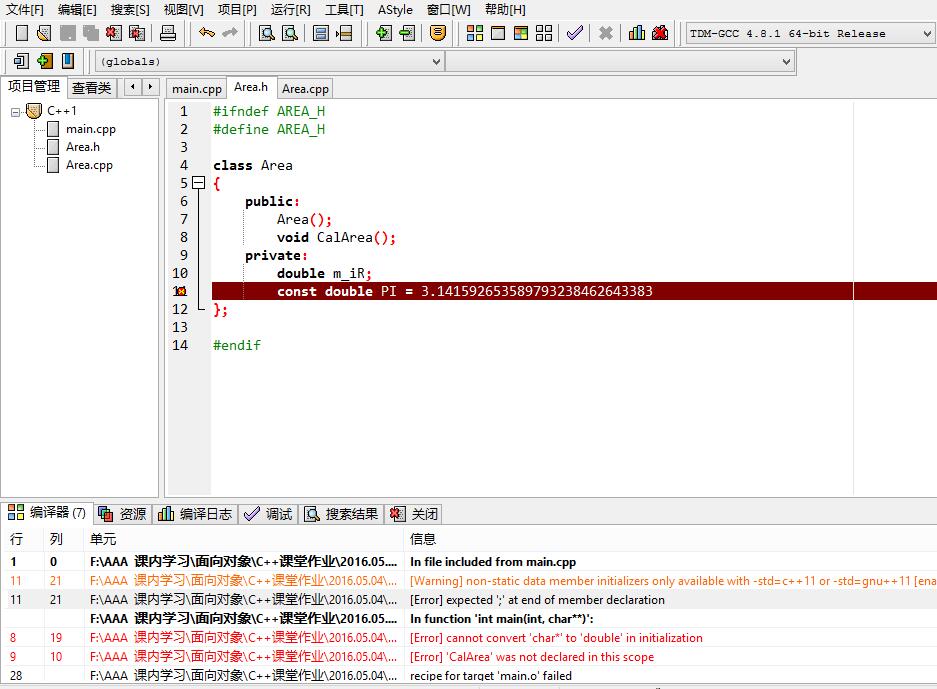 文件[F] 编辑[E] 搜索[S] 视图[V] 项目[P] 运行[R] 工具[T] AStyle 窗口[W] 帮助[H]
TDM-GCC 4.8.1 64-bit Release
(globals)
项目管理 查看类 main.cpp Area.h Area.cpp
C++1
main.cpp
Area.h
Area.cpp
1 #ifndef AREA_H
2 #define AREA_H
3
4 class Area
5 {
6 public:
7 Area();
8 void CalArea();
9 private:
10 double m_iR;
const double PI = 3.141592653589793238462643383
12 };
13
14 #endif
编译器 (7) 资源 编译日志 调试 搜索结果 关闭
行 列 单元 信息
1 0 F:\AAA 课内学习\面向对象\C++课堂作业\2016.05.... In file included from main.cpp
11 21 F:\AAA 课内学习\面向对象\C++课堂作业\2016.05.04/... [Warning] non-static data member initializers only available with -std=c++11 or -std=gnu++11 [ena
11 21 F:\AAA 课内学习\面向对象\C++课堂作业\2016.05.04/... [Error] expected ';' at end of member declaration
F:\AAA 课内学习\面向对象\C++课堂作业\2016.05.... In function 'int main(int, char**)':
8 19 F:\AAA 课内学习\面向对象\C++课堂作业\2016.05.04/... [Error] cannot convert 'char*' to 'double' in initialization
9 10 F:\AAA 课内学习\面向对象\C++课堂作业\2016.05.04/... [Error] 'CalArea' was not declared in this scope
28 F:\AAA 课内学习\面向对象\C++课堂作业\2016.05.04/... recipe for target 'main.o' failed